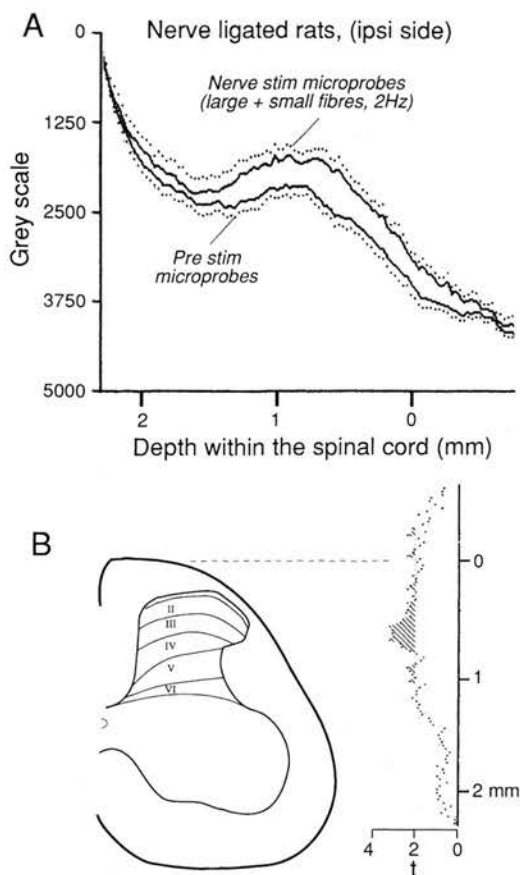 A
Nerve ligated rats, (ipsi side)
0
1250
2500
3750
5000
Grey scale
Nerve stim microprobes
(large + small fibres, 2Hz)
Pre stim
microprobes
2
1
0
Depth within the spinal cord (mm)
B
II
III
IV
V
VI
0
1
2 mm
4
2
0
t